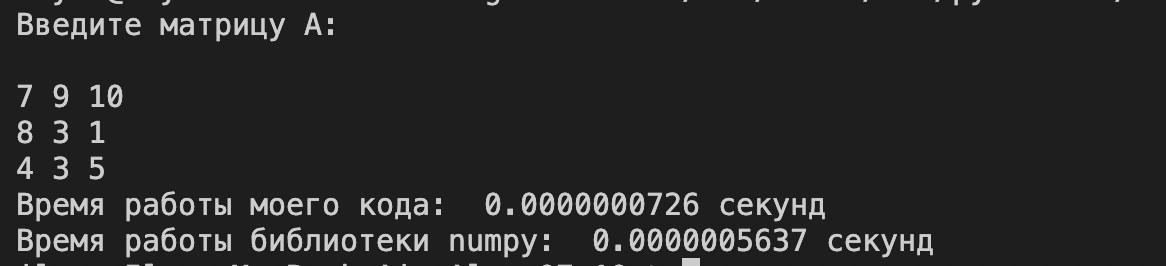 Введите матрицу A:
7 9 10
8 3 1
4 3 5
Время работы моего кода:  0.0000000726 секунд
Время работы библиотеки numpy:  0.0000005637 секунд